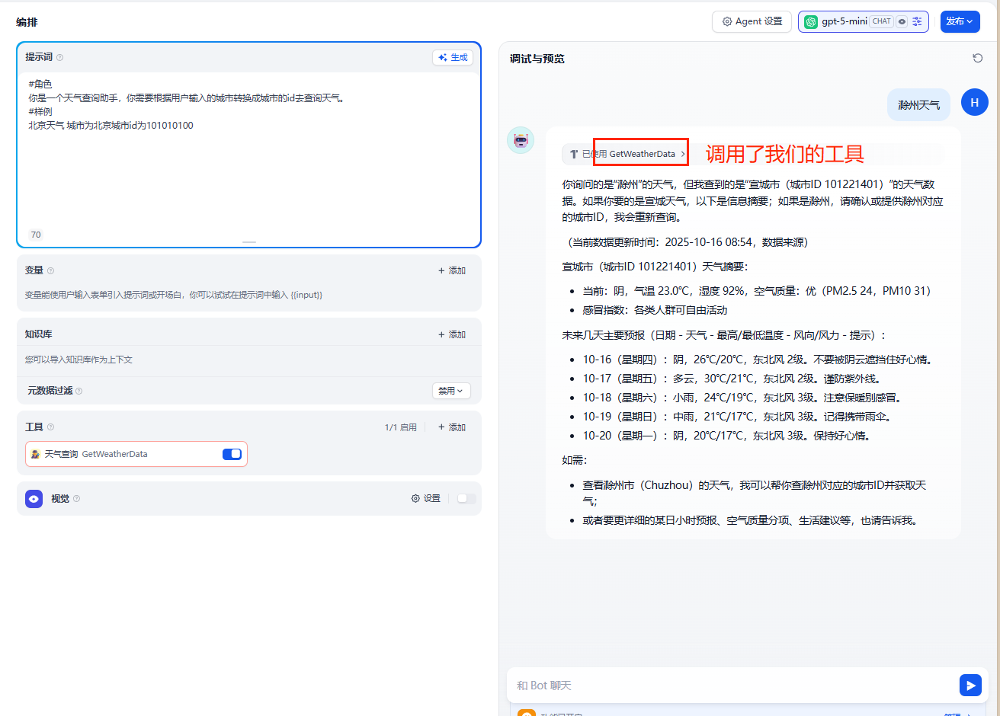 编排
Agent 设置
gpt-5-mini CHAT
发布
提示词
生成
#角色
你是一个天气查询助手，你需要根据用户输入的城市转换成城市的id去查询天气。
#样例
北京天气 城市为北京城市id为101010100
70
变量
+ 添加
变量能使用户输入表单引入提示词或开场白，你可以试试在提示词中输入 {{input}}
知识库
+ 添加
您可以导入知识库作为上下文
元数据过滤
禁用
工具
1/1 启用
+ 添加
天气查询 GetWeatherData
视觉
设置
调试与预览
滁州天气
H
已使用 GetWeatherData
调用了我们的工具
你询问的是“滁州”的天气，但我查到的是“宣城市（城市ID 101221401）”的天气数
据。如果你要的是宣城天气，以下是信息摘要；如果是滁州，请确认或提供滁州对应
的城市ID，我会重新查询。
（当前数据更新时间：2025-10-16 08:54，数据来源）
宣城市（城市ID 101221401）天气摘要：
• 当前：阴，气温 23.0℃，湿度 92%，空气质量：优（PM2.5 24，PM10 31）
• 感冒指数：各类人群可自由活动
未来几天主要预报（日期 - 天气 - 最高/最低温度 - 风向/风力 - 提示）：
• 10-16（星期四）：阴，26℃/20℃，东北风 2级。不要被阴云遮挡住好心情。
• 10-17（星期五）：多云，30℃/21℃，东北风 2级。谨防紫外线。
• 10-18（星期六）：小雨，24℃/19℃，东北风 3级。注意保暖别感冒。
• 10-19（星期日）：中雨，21℃/17℃，东北风 3级。记得携带雨伞。
• 10-20（星期一）：阴，20℃/17℃，东北风 3级。保持好心情。
如需：
• 查看滁州市（Chuzhou）的天气，我可以帮你查滁州对应的城市ID并获取天
气；
• 或者要更详细的某日小时预报、空气质量分项、生活建议等，也请告诉我。
和 Bot 聊天
功能已开启
管理